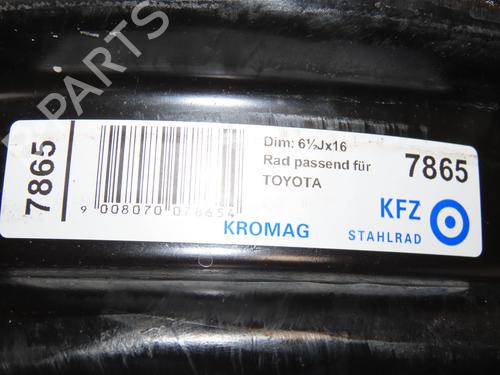 7865
Dim: 6½Jx16
Rad passend für
TOYOTA
7865
9 008070 078654
KROMAG
KFZ
STAHLRAD
B-PARTS